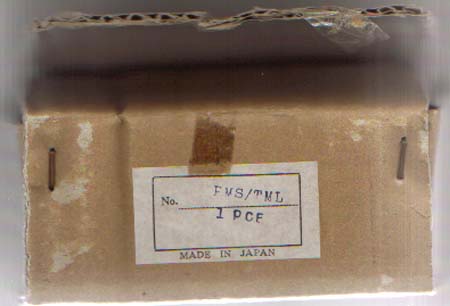 No. FMS/TML
1 PCE
MADE IN JAPAN